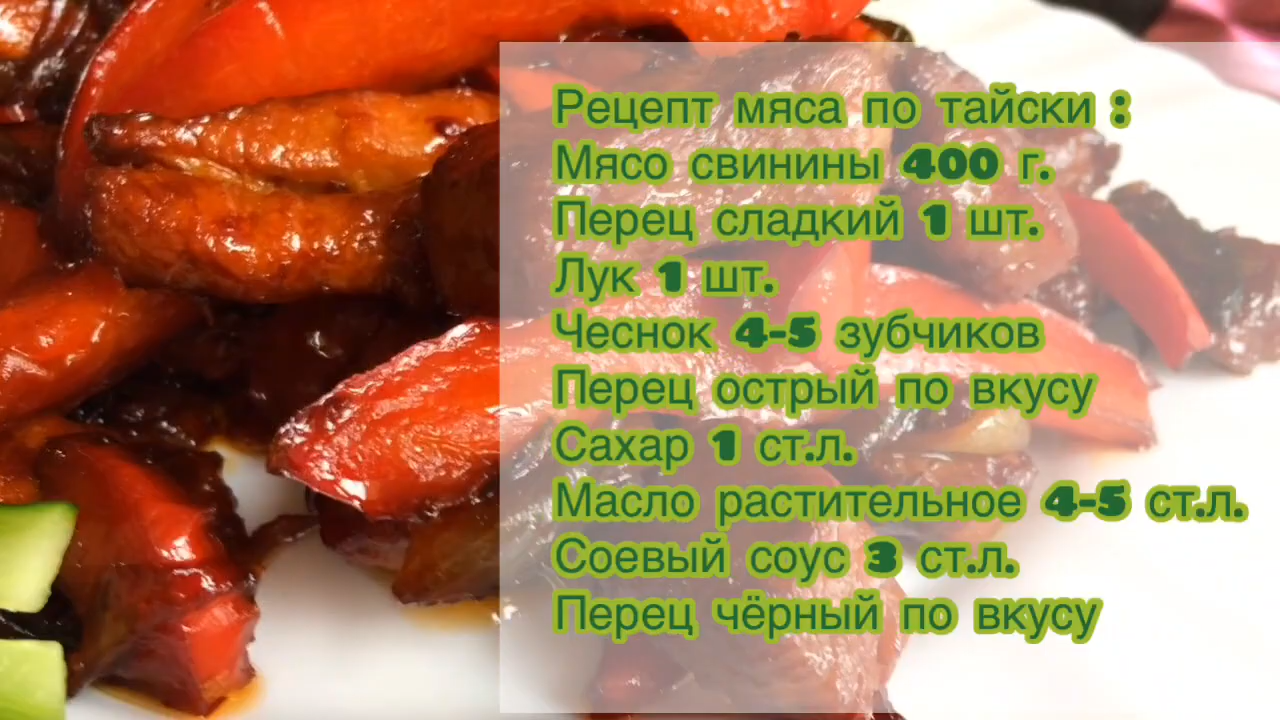 Рецепт мяса по тайски :
Мясо свинины 400 г.
Перец сладкий 1 шт.
Лук 1 шт.
Чеснок 4-5 зубчиков
Перец острый по вкусу
Сахар 1 ст.л.
Масло растительное 4-5 ст.л.
Соевый соус 3 ст.л.
Перец чёрный по вкусу